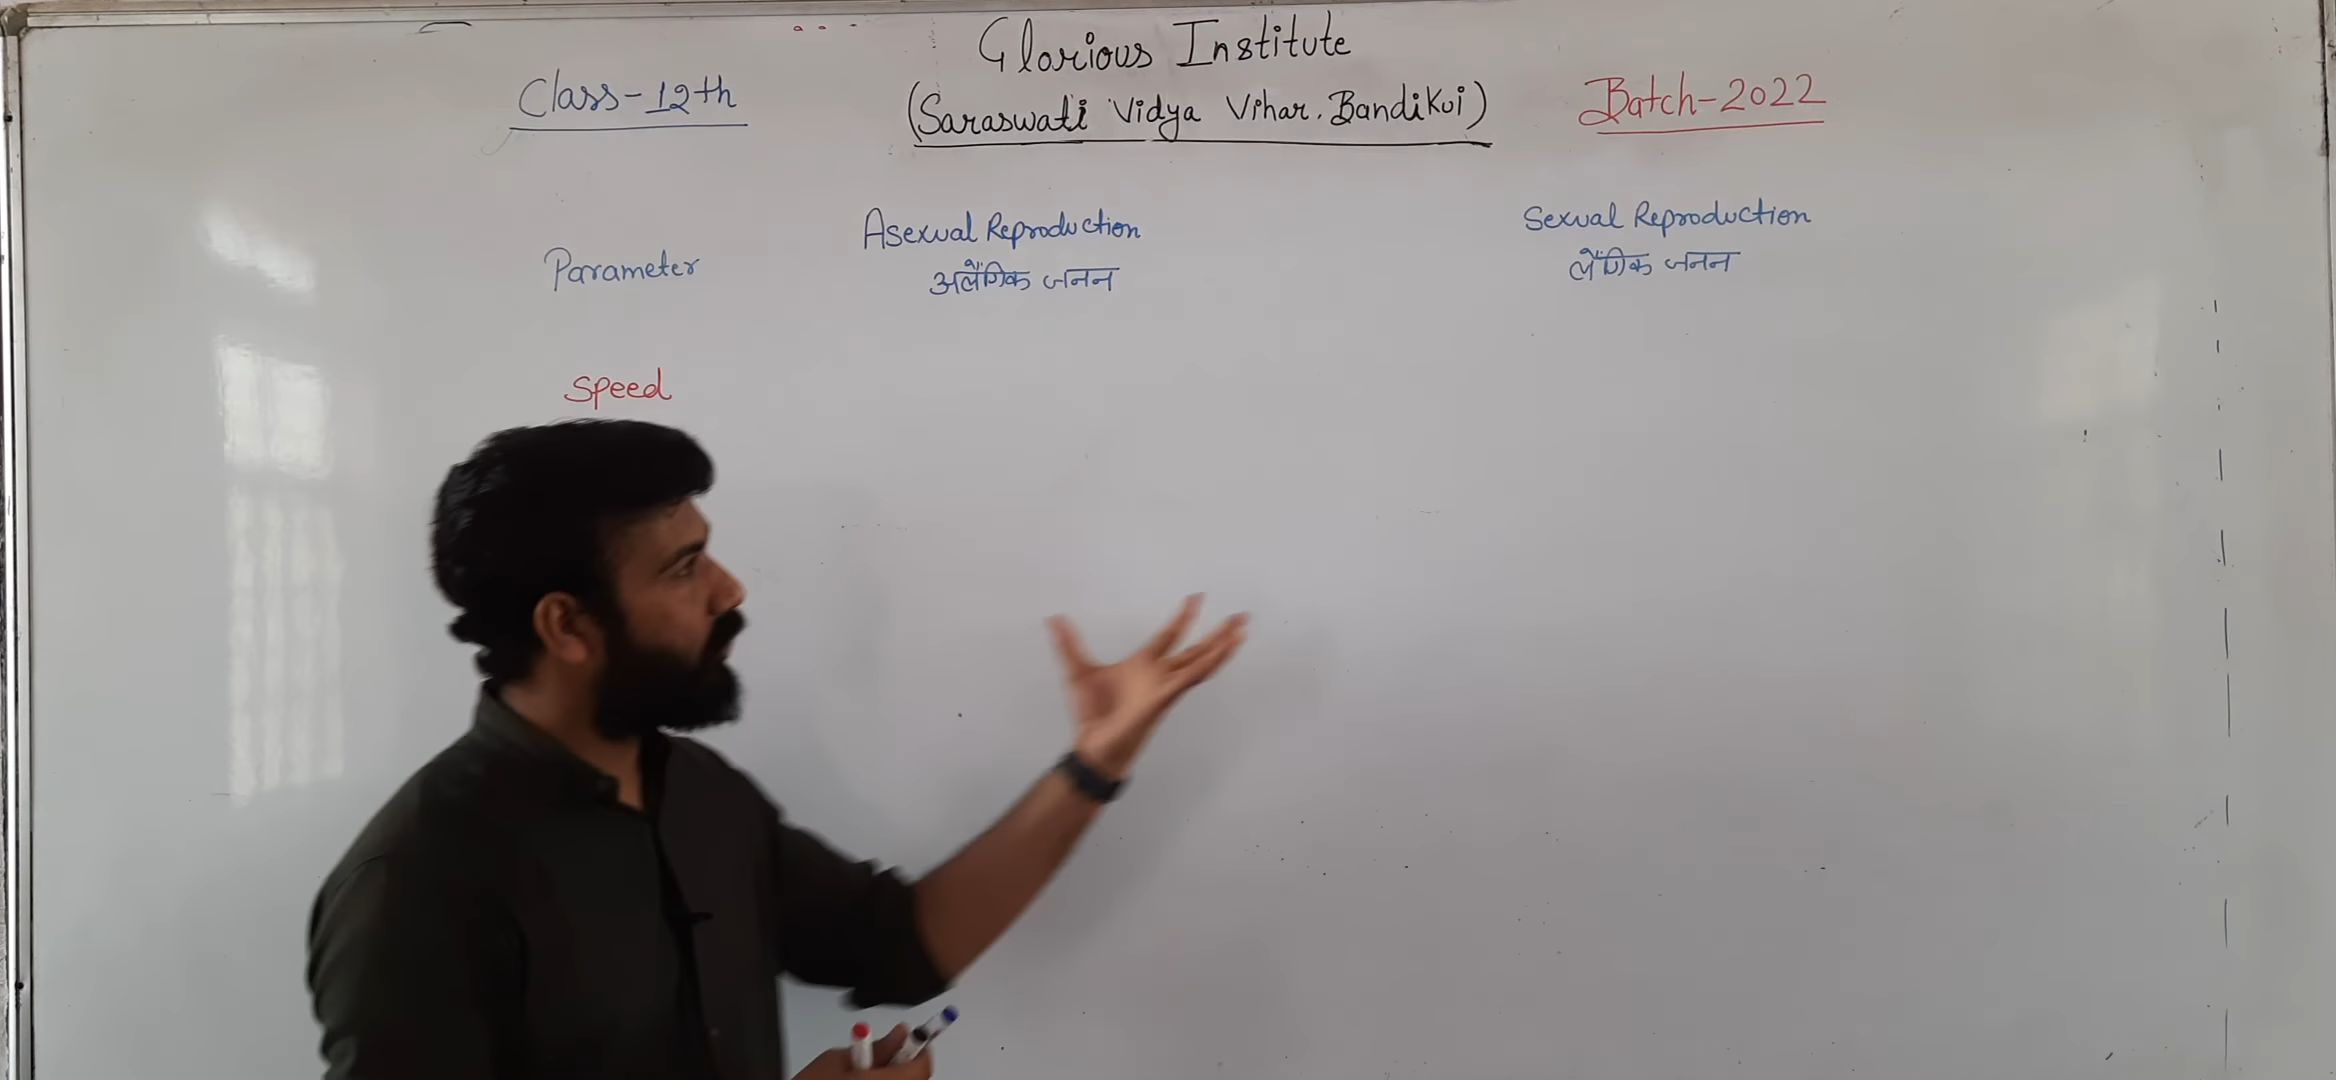 Glorious Institute
Class-12th
(Saraswati Vidya Vihar. Bandikui)
Batch-2022
Parameter
Asexual Reproduction
अलैंगिक जनन
Sexual Reproduction
लैंगिक जनन
Speed